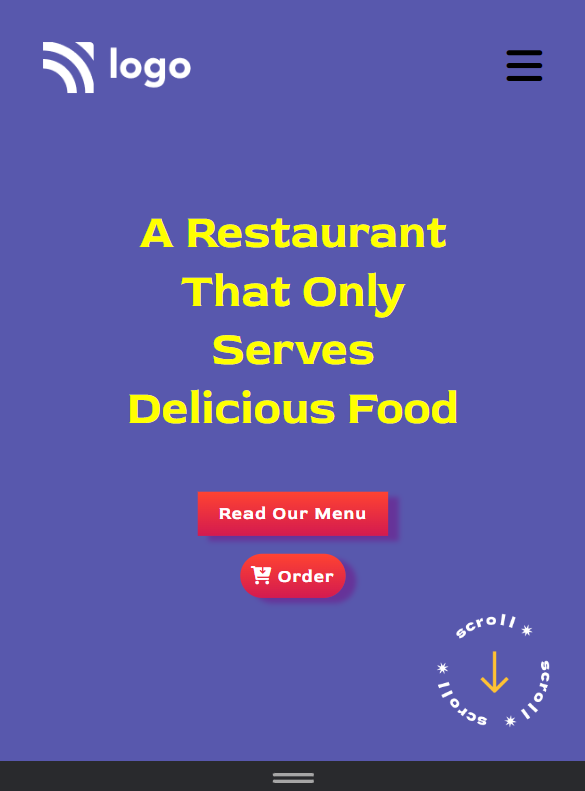 logo
A Restaurant
That Only
Serves
Delicious Food
Read Our Menu
Order
scroll ✷ scroll ✷ scroll ✷